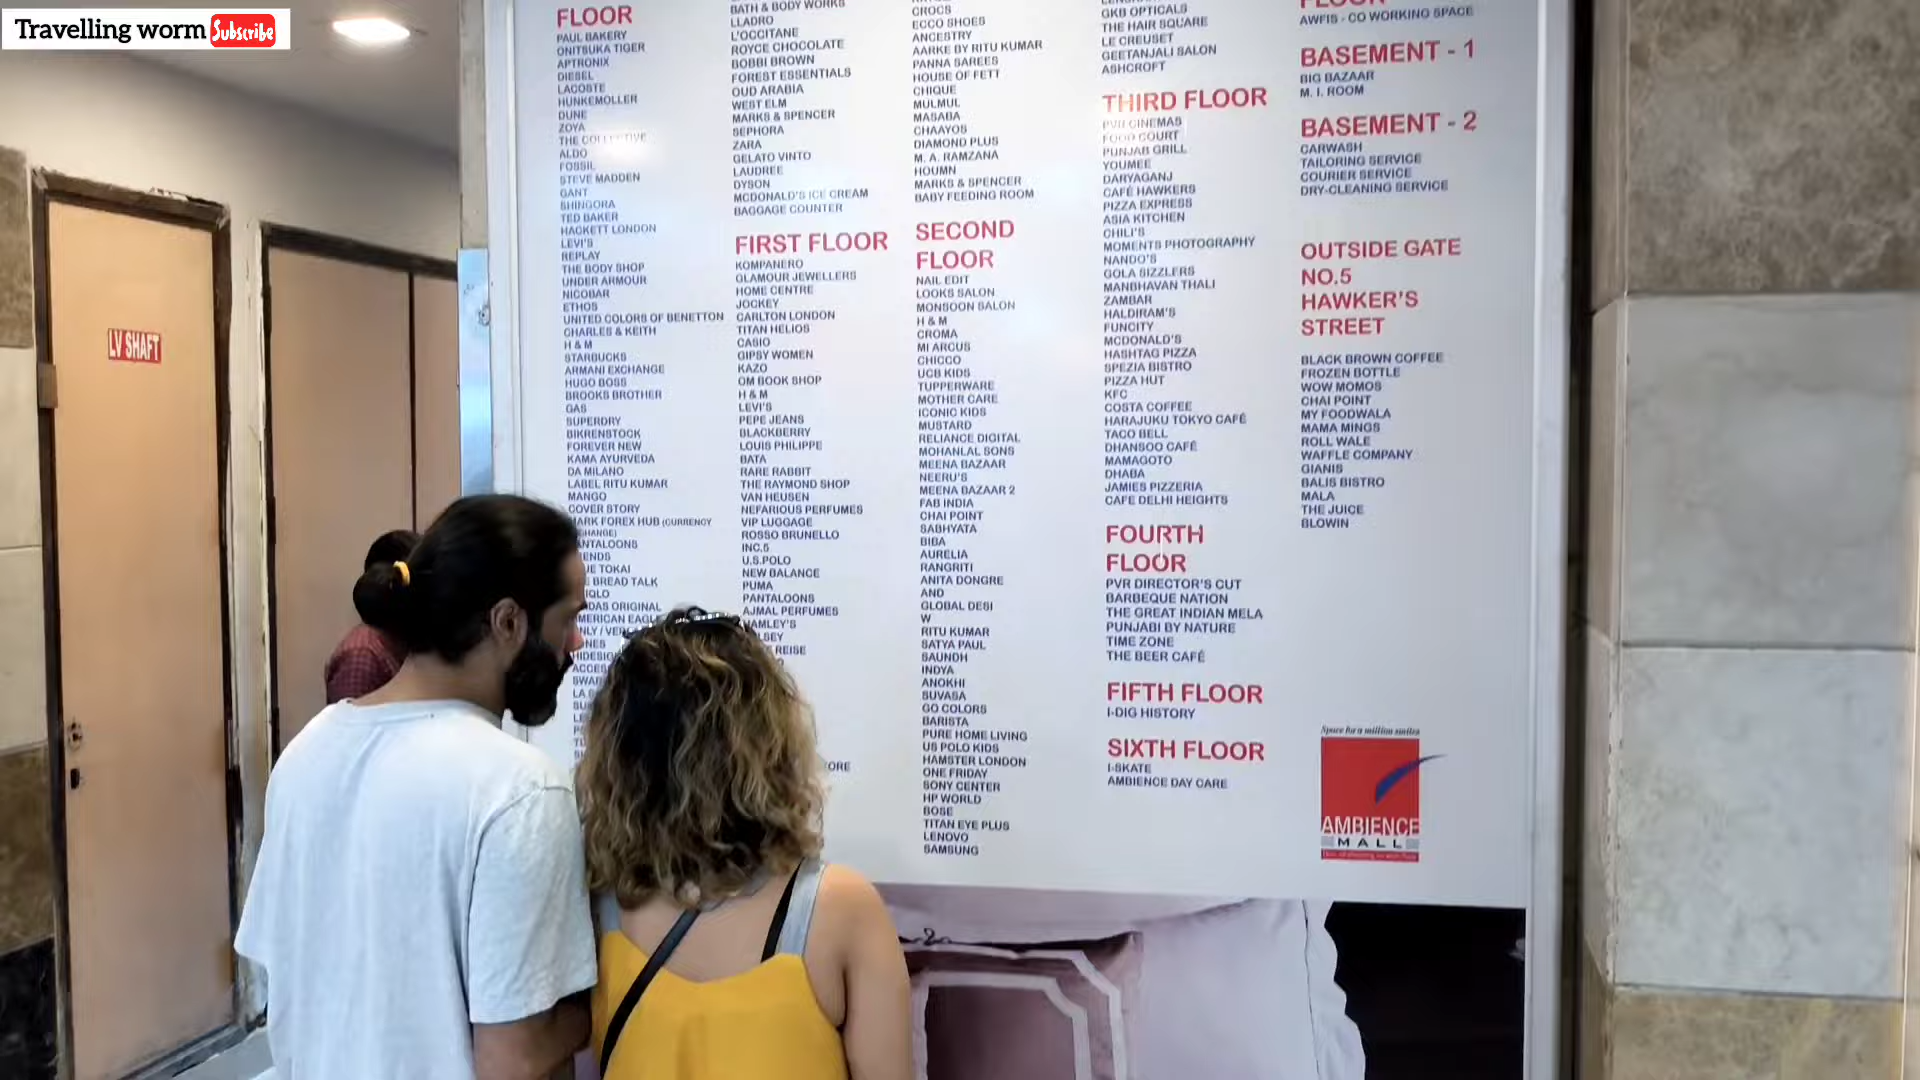 Travelling worm Subscribe
FLOOR
PAUL BAKERY
ONITSUKA TIGER
APTRONIX
DIESEL
LACOSTE
HUNKEMOLLER
DUNE
ZOYA
THE COLLECTIVE
ALDO
FOSSIL
STEVE MADDEN
GANT
SHINGORA
TED BAKER
HACKETT LONDON
LEVI'S
REPLAY
THE BODY SHOP
UNDER ARMOUR
NICOBAR
ETHOS
UNITED COLORS OF BENETTON
CHARLES & KEITH
H & M
STARBUCKS
ARMANI EXCHANGE
HUGO BOSS
BROOKS BROTHER
GAS
SUPERDRY
BIKRENSTOCK
FOREVER NEW
KAMA AYURVEDA
DA MILANO
LABEL RITU KUMAR
MANGO
COVER STORY
FOREX HUB (CURRENCY
BREAD TALK
ORIGINAL
BATH & BODY WORKS
LLADRO
L'OCCITANE
ROYCE CHOCOLATE
BOBBI BROWN
FOREST ESSENTIALS
OUD ARABIA
WEST ELM
MARKS & SPENCER
SEPHORA
ZARA
GELATO VINTO
LAUDREE
DYSON
MCDONALD'S ICE CREAM
BAGGAGE COUNTER
FIRST FLOOR
KOMPANERO
GLAMOUR JEWELLERS
HOME CENTRE
JOCKEY
CARLTON LONDON
TITAN HELIOS
CASIO
GIPSY WOMEN
KAZO
OM BOOK SHOP
H & M
LEVI'S
PEPE JEANS
BLACKBERRY
LOUIS PHILIPPE
BATA
RARE RABBIT
THE RAYMOND SHOP
VAN HEUSEN
NEFARIOUS PERFUMES
VIP LUGGAGE
ROSSO BRUNELLO
INC.5
U.S.POLO
NEW BALANCE
PUMA
PANTALOONS
AJMAL PERFUMES
REISE
CROCS
ECCO SHOES
ANCESTRY
AARKE BY RITU KUMAR
PANNA SAREES
HOUSE OF FETT
CHIQUE
MULMUL
MASABA
CHAAYOS
DIAMOND PLUS
M. A. RAMZANA
HOUMN
MARKS & SPENCER
BABY FEEDING ROOM
SECOND
FLOOR
NAIL EDIT
LOOKS SALON
MONSOON SALON
H & M
CROMA
MI ARCUS
CHICCO
UCB KIDS
TUPPERWARE
MOTHER CARE
ICONIC KIDS
MUSTARD
RELIANCE DIGITAL
MOHANLAL SONS
MEENA BAZAAR
NEERU'S
MEENA BAZAAR 2
FAB INDIA
CHAI POINT
SABHYATA
BIBA
AURELIA
RANGRITI
ANITA DONGRE
AND
GLOBAL DESI
W
RITU KUMAR
SATYA PAUL
SAUNDH
INDYA
ANOKHI
SUVASA
GO COLORS
BARISTA
PURE HOME LIVING
US POLO KIDS
HAMSTER LONDON
ONE FRIDAY
SONY CENTER
HP WORLD
BOSE
TITAN EYE PLUS
LENOVO
SAMSUNG
GKB OPTICALS
THE HAIR SQUARE
LE CREUSET
GEETANJALI SALON
ASHCROFT
THIRD FLOOR
PVR CINEMAS
FOOD COURT
PUNJAB GRILL
YOUMEE
DARYAGANJ
CAFÉ HAWKERS
PIZZA EXPRESS
ASIA KITCHEN
CHILI'S
MOMENTS PHOTOGRAPHY
NANDO'S
GOLA SIZZLERS
MANBHAVAN THALI
ZAMBAR
HALDIRAM'S
FUNCITY
MCDONALD'S
HASHTAG PIZZA
SPEZIA BISTRO
PIZZA HUT
KFC
COSTA COFFEE
HARAJUKU TOKYO CAFÉ
TACO BELL
DHANSOO CAFÉ
MAMAGOTO
DHABA
JAMIES PIZZERIA
CAFE DELHI HEIGHTS
FOURTH
FLOOR
PVR DIRECTOR'S CUT
BARBEQUE NATION
THE GREAT INDIAN MELA
PUNJABI BY NATURE
TIME ZONE
THE BEER CAFÉ
FIFTH FLOOR
I-DIG HISTORY
SIXTH FLOOR
I-SKATE
AMBIENCE DAY CARE
FLOOR
AWFIS - CO WORKING SPACE
BASEMENT - 1
BIG BAZAAR
M. I. ROOM
BASEMENT - 2
CARWASH
TAILORING SERVICE
COURIER SERVICE
DRY-CLEANING SERVICE
OUTSIDE GATE
NO.5
HAWKER'S
STREET
BLACK BROWN COFFEE
FROZEN BOTTLE
WOW MOMOS
CHAI POINT
MY FOODWALA
MAMA MINGS
ROLL WALE
WAFFLE COMPANY
GIANIS
BALIS BISTRO
MALA
THE JUICE
BLOWIN
Space for a million smiles
AMBIENCE
MALL
LV SHAFT